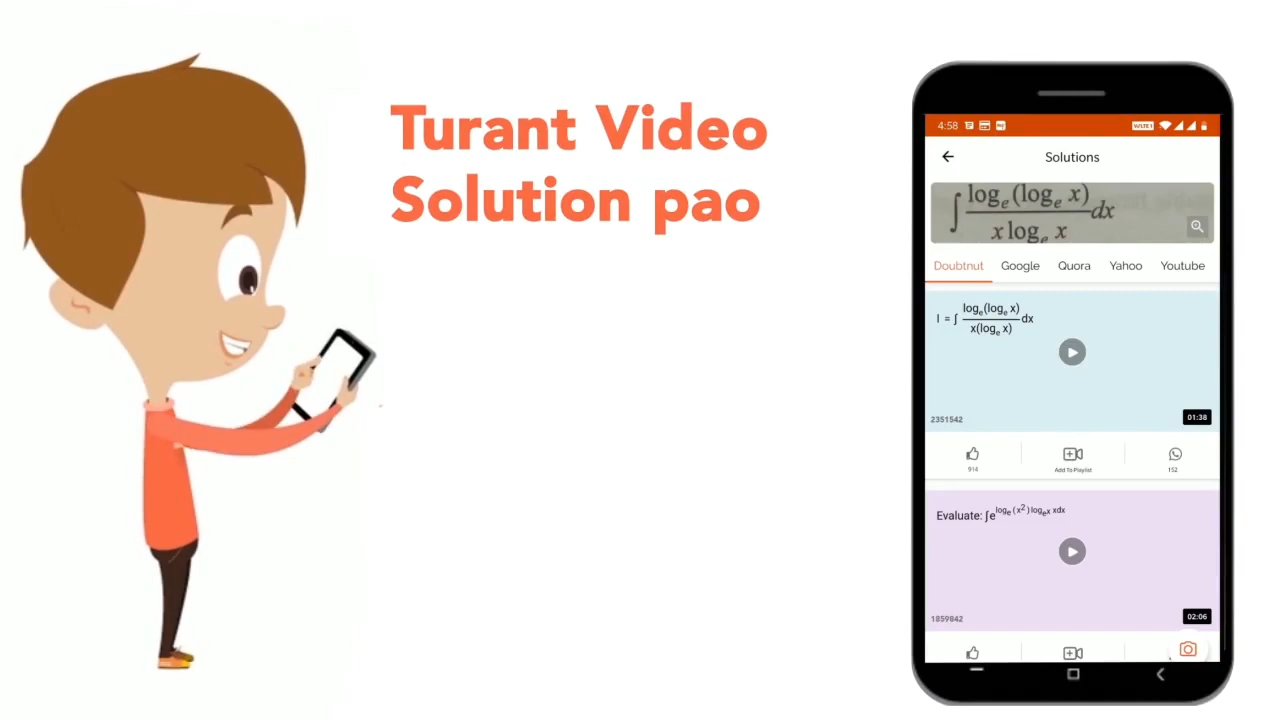 Turant Video
Solution pao
4:58
VoLTE1
Solutions
∫ logₑ(logₑ x) / x logₑ x dx
Doubtnut Google Quora Yahoo Youtube
I = ∫ logₑ(logₑ x) / x(logₑ x) dx
2351542 01:38
914 Add To Playlist 152
Evaluate: ∫e^logₑ(x²)logₑx xdx
1859842 02:06